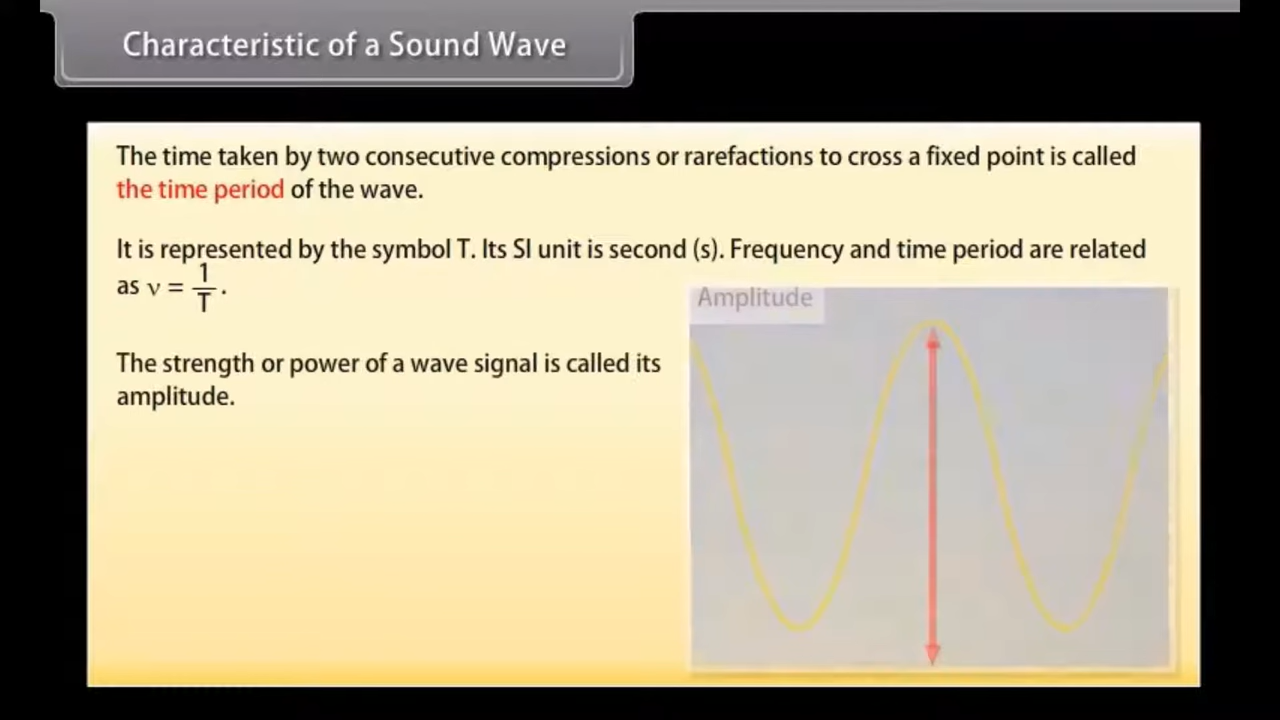 Characteristic of a Sound Wave
The time taken by two consecutive compressions or rarefactions to cross a fixed point is called
the time period of the wave.
It is represented by the symbol T. Its SI unit is second (s). Frequency and time period are related
as ν = 1/T.
Amplitude
The strength or power of a wave signal is called its
amplitude.